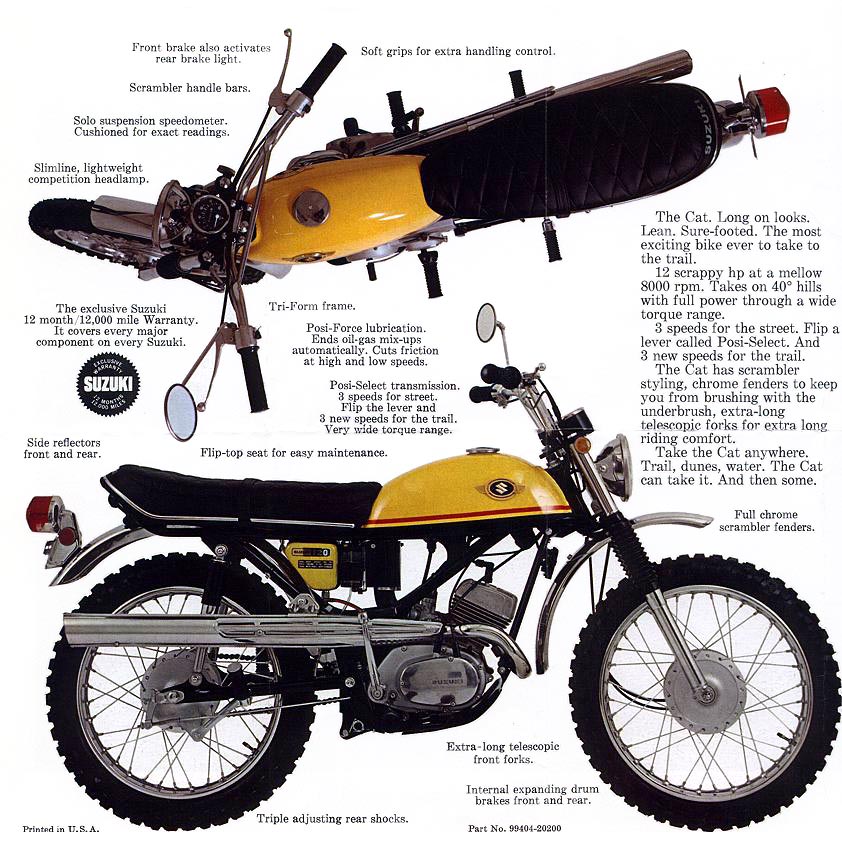 Front brake also activates
rear brake light.
Soft grips for extra handling control.
Scrambler handle bars.
Solo suspension speedometer.
Cushioned for exact readings.
Slimline, lightweight
competition headlamp.
SUZUKI
The Cat. Long on looks.
Lean. Sure-footed. The most
exciting bike ever to take to
the trail.
12 scrappy hp at a mellow
8000 rpm. Takes on 40° hills
with full power through a wide
torque range.
3 speeds for the street. Flip a
lever called Posi-Select. And
3 new speeds for the trail.
The Cat has scrambler
styling, chrome fenders to keep
you from brushing with the
underbrush, extra-long
telescopic forks for extra long
riding comfort.
Take the Cat anywhere.
Trail, dunes, water. The Cat
can take it. And then some.
The exclusive Suzuki
12 month/12,000 mile Warranty.
It covers every major
component on every Suzuki.
EXCLUSIVE
WARRANTY
SUZUKI
12 MONTHS
12,000 MILES
Tri-Form frame.
Posi-Force lubrication.
Ends oil-gas mix-ups
automatically. Cuts friction
at high and low speeds.
Posi-Select transmission.
3 speeds for street.
Flip the lever and
3 new speeds for the trail.
Very wide torque range.
Side reflectors
front and rear.
Flip-top seat for easy maintenance.
Full chrome
scrambler fenders.
SUZUKI
Extra-long telescopic
front forks.
Internal expanding drum
brakes front and rear.
Triple adjusting rear shocks.
Printed in U.S.A.
Part No. 99404-20200